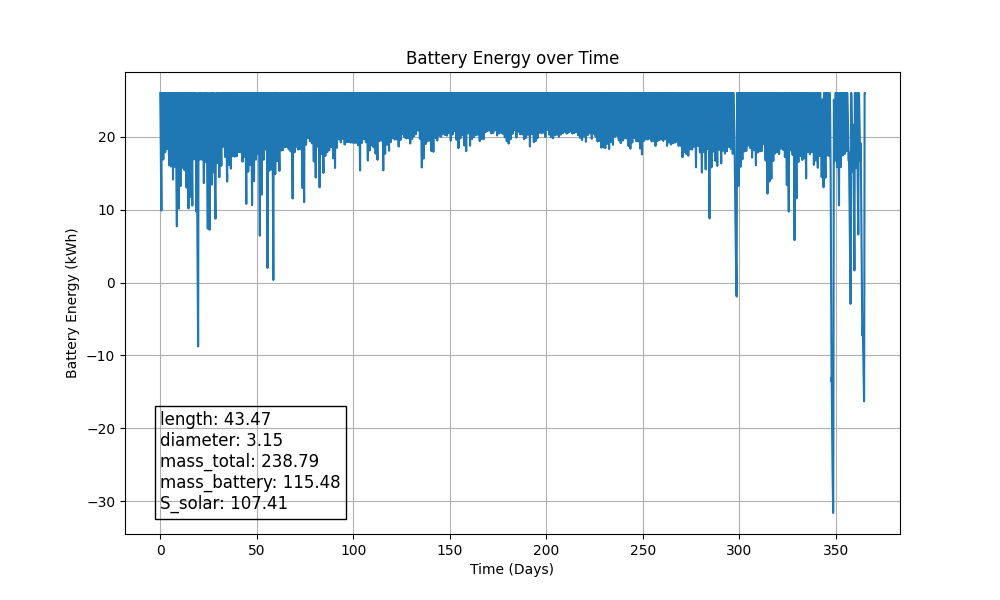 Battery Energy over Time
Battery Energy (kWh)
20
10
0
−10
−20
−30
length: 43.47
diameter: 3.15
mass_total: 238.79
mass_battery: 115.48
S_solar: 107.41
0 50 100 150 200 250 300 350
Time (Days)